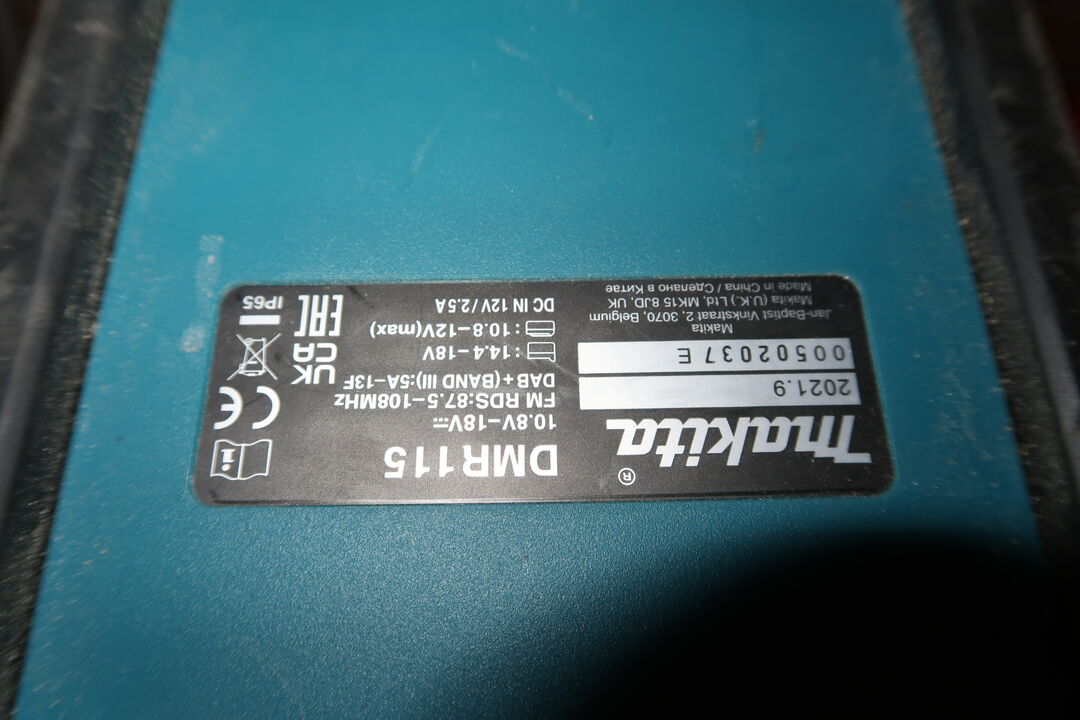 makita®
2021.9
00502037E
Makita
Jan-Baptist Vinkstraat 2, 3070, Belgium
Makita (U.K.) Ltd. MK15 8JD, UK
Made in China / Сделано в Китае
DMR115
10.8V-18V
FM RDS:87.5-108MHz
DAB+(BAND III):5A-13F
:14.4-18V
:10.8-12V(max)
DC IN 12V/2.5A
i
CE
UK
CA
EAC
IP65